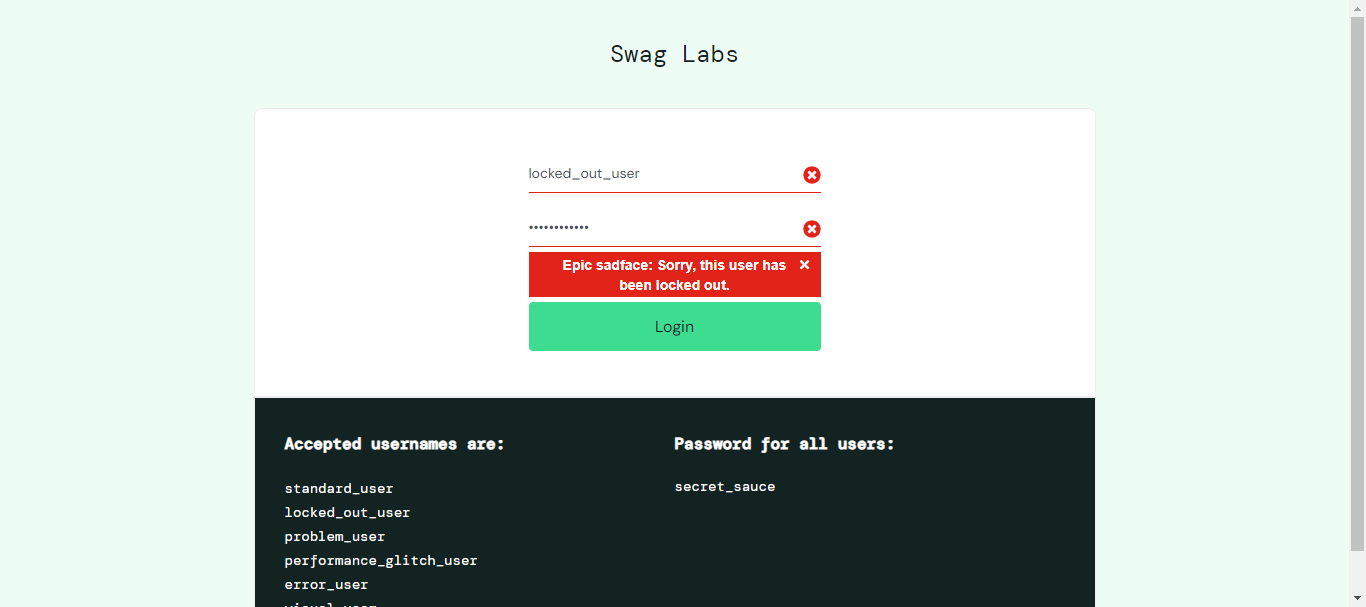 Swag Labs
locked_out_user
••••••••••••
Epic sadface: Sorry, this user has
been locked out.
Login
Accepted usernames are:
standard_user
locked_out_user
problem_user
performance_glitch_user
error_user
visual_user
Password for all users:
secret_sauce